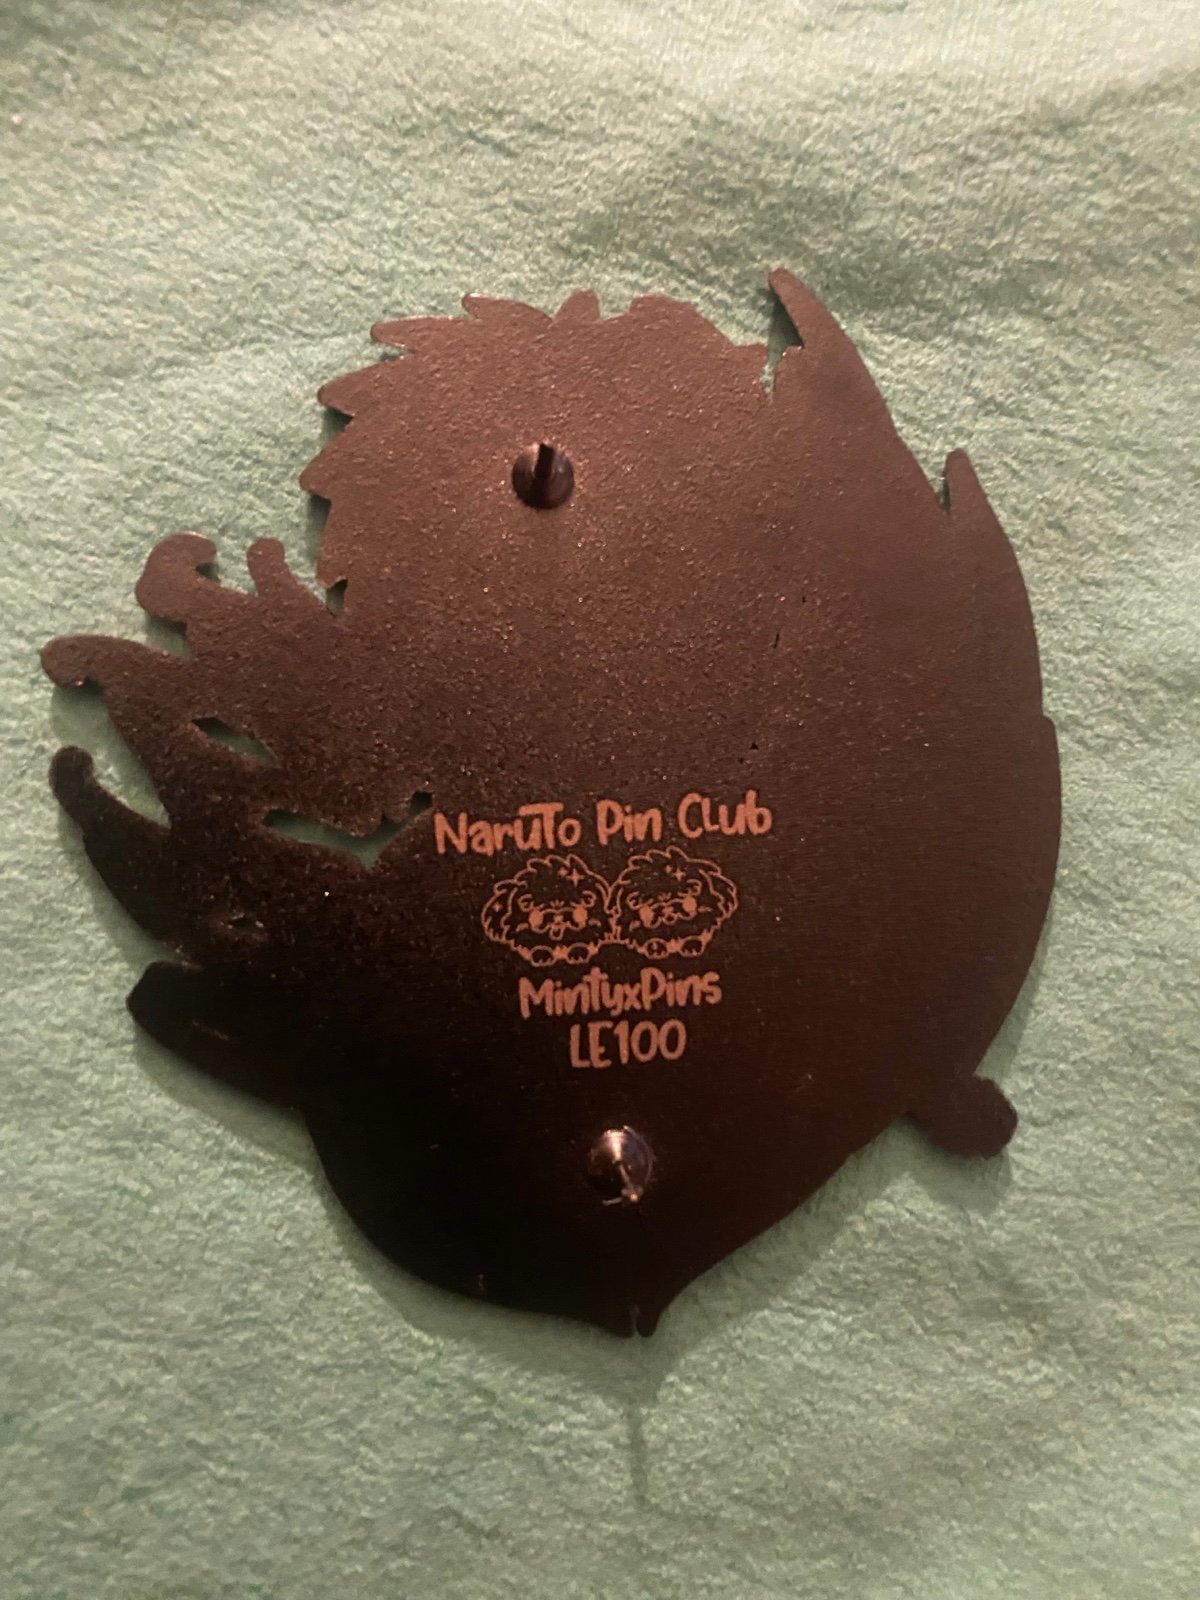 Naruto Pin Club
MintyxPins
LE100